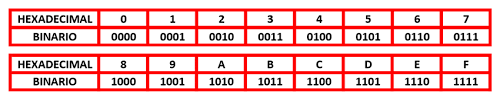 HEXADECIMAL 0 1 2 3 4 5 6 7
BINARIO 0000 0001 0010 0011 0100 0101 0110 0111
HEXADECIMAL 8 9 A B C D E F
BINARIO 1000 1001 1010 1011 1100 1101 1110 1111